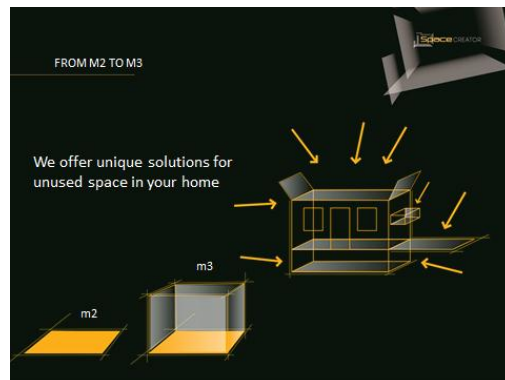 Space CREATOR
FROM M2 TO M3
We offer unique solutions for
unused space in your home
m3
m2